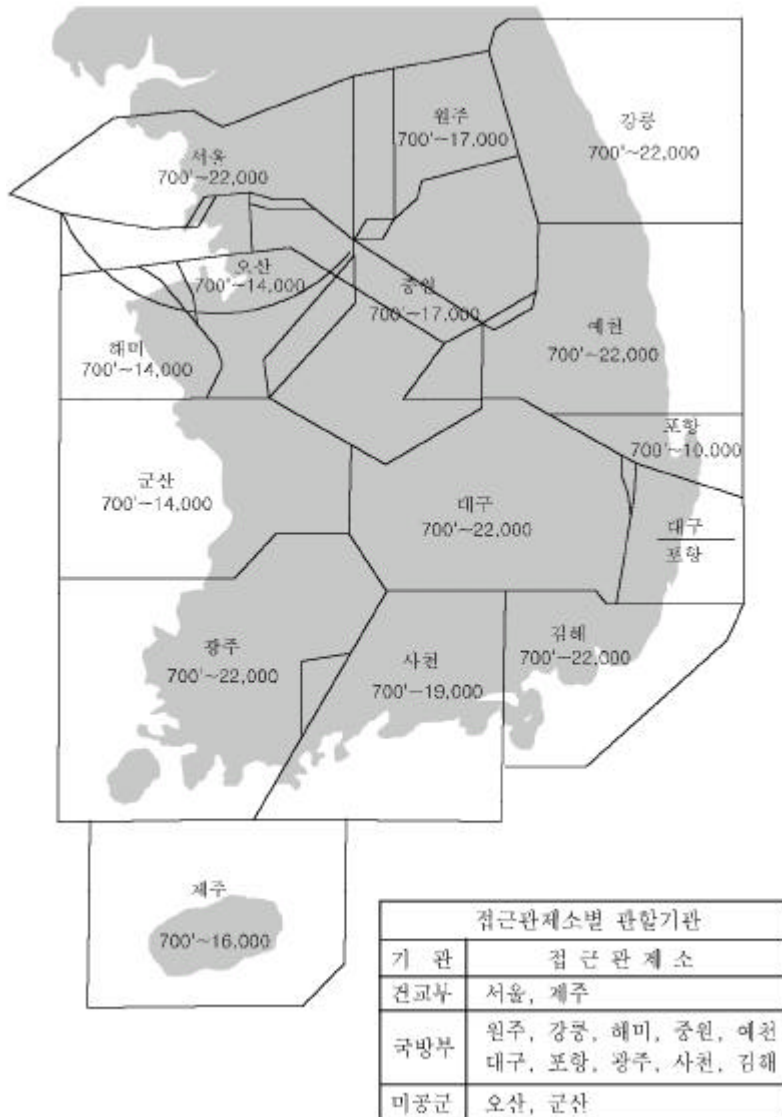 원주
700'~17.000
강릉
700'~22,000
서울
700'~22,000
오산
700'~14,000
중원
700'~17.000
예천
700'~22,000
해미
700'~14,000
포항
700'~10.000
군산
700'~14,000
대구
700'~22,000
대구
포항
광주
700'~22,000
사천
700'~19,000
김해
700'~22,000
제주
700'~16.000
접근관제소별 관할기관
기 관 접 근 관 제 소
건교부 서울, 제주
국방부 원주, 강릉, 해미, 중원, 예천
대구, 포항, 광주, 사천, 김해
미공군 오산, 군산